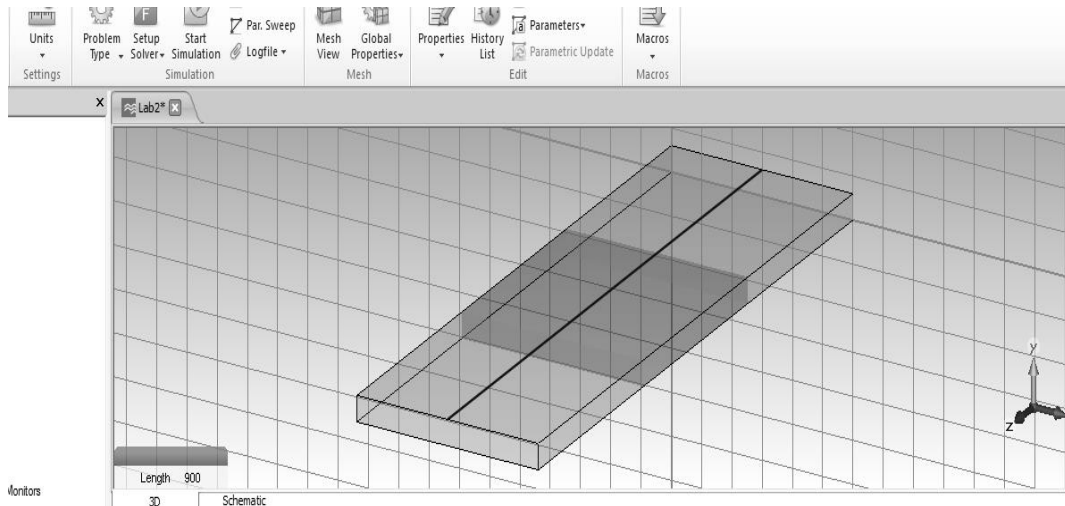 Units
Settings
Problem Type
Setup Solver
Start Simulation
Par. Sweep
Logfile
Simulation
Mesh View
Global Properties
Mesh
Properties
History List
Parameters
Parametric Update
Edit
Macros
Macros
x
Lab2*
y
z
Length 900
Monitors
3D
Schematic